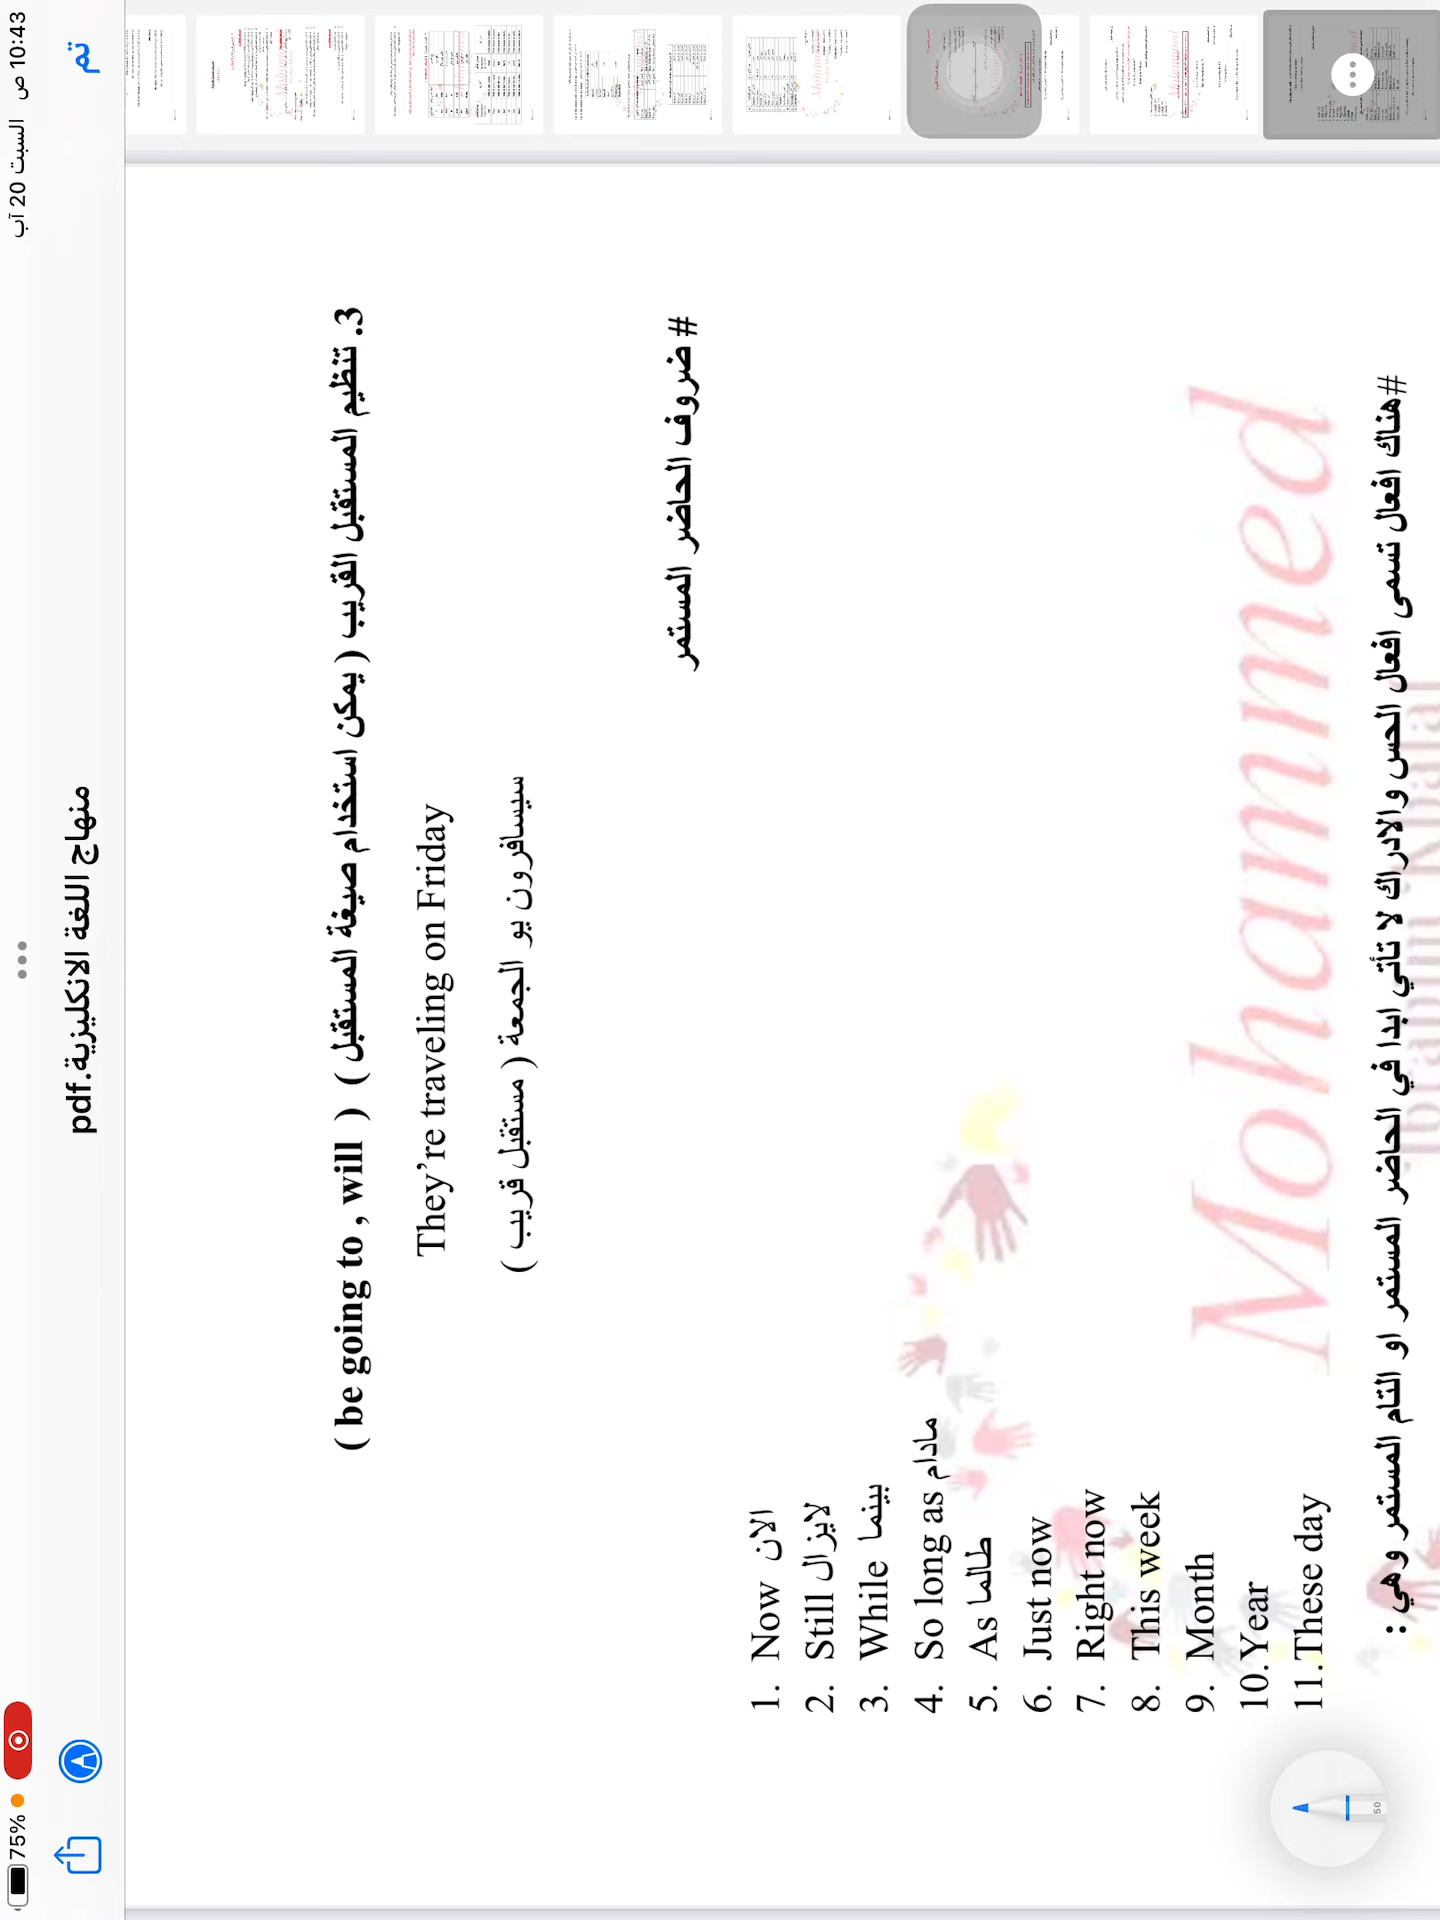 10:43 ص السبت 20 آب
75%
تم
منهاج اللغة الانكليزية.pdf
3. تنظيم المستقبل القريب ( يمكن استخدام صيغة المستقبل ) ( be going to , will )
They’re traveling on Friday
سيسافرون يو الجمعة ( مستقبل قريب )
# ضروف الحاضر المستمر
1. Now الان
2. Still لايزال
3. While بينما
4. So long as مادام
5. As طالما
6. Just now
7. Right now
8. This week
9. Month
10.Year
11.These day
Mohammed
#هناك افعال تسمى افعال الحس والادراك لا تأتي ابدا في الحاضر المستمر او التام المستمر وهي :
50